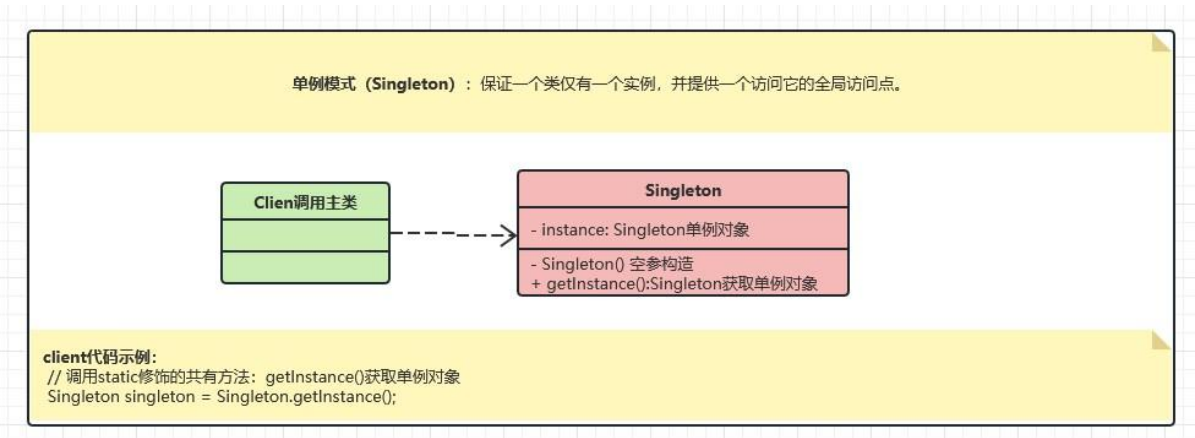 单例模式（Singleton）：保证一个类仅有一个实例，并提供一个访问它的全局访问点。
Clien调用主类
Singleton
- instance: Singleton单例对象
- Singleton() 空参构造
+ getInstance():Singleton获取单例对象
client代码示例：
// 调用static修饰的共有方法：getInstance()获取单例对象
Singleton singleton = Singleton.getInstance();